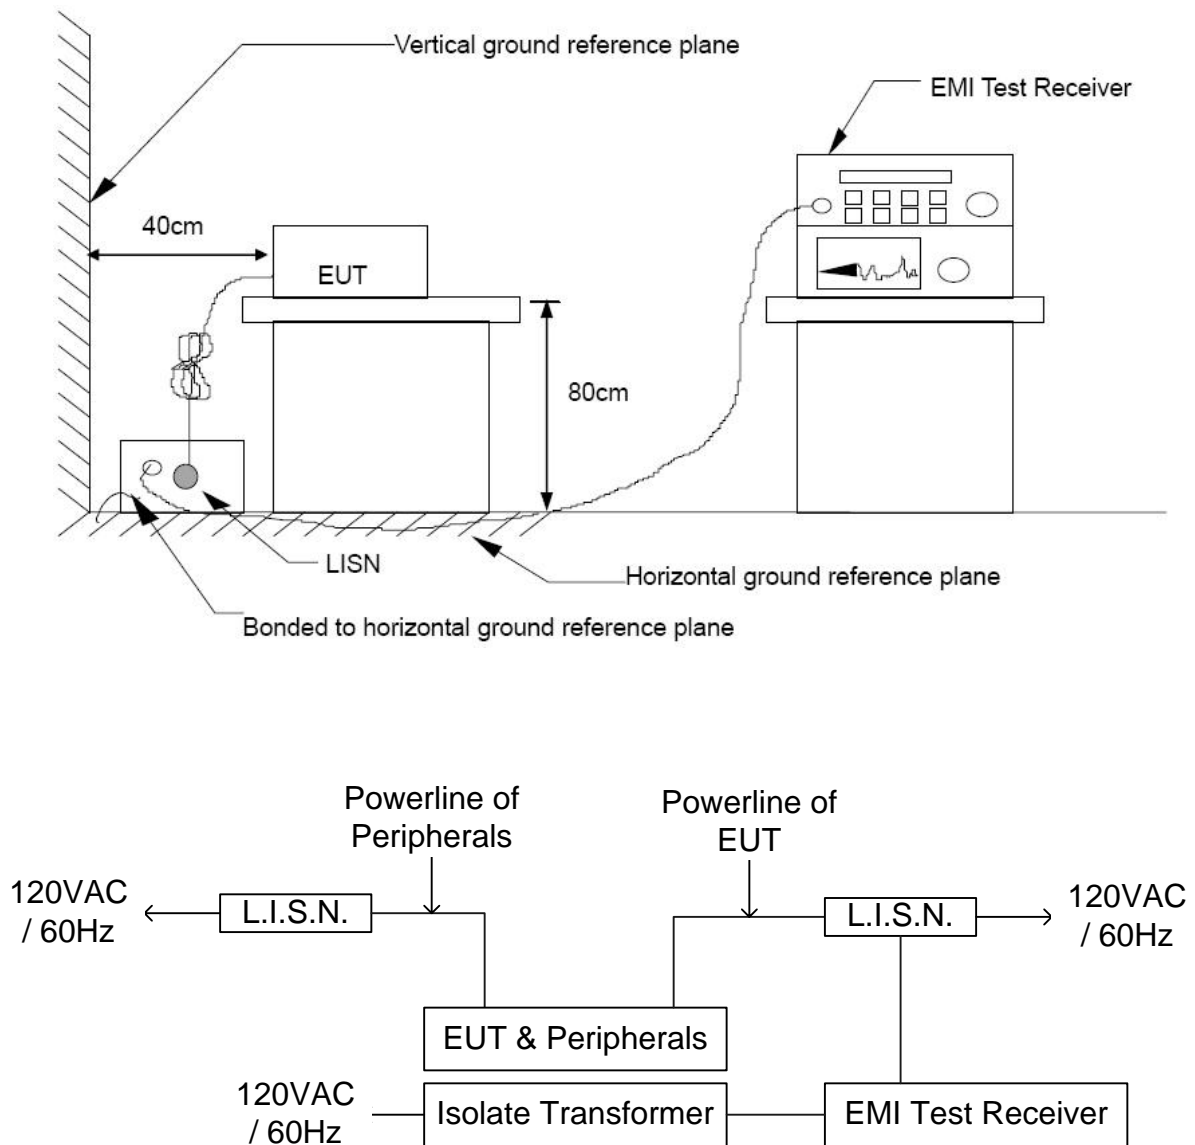 Vertical ground reference plane
EMI Test Receiver
40cm
EUT
80cm
LISN
Horizontal ground reference plane
Bonded to horizontal ground reference plane
Powerline of
Peripherals
Powerline of
EUT
120VAC
/ 60Hz
L.I.S.N.
L.I.S.N.
120VAC
/ 60Hz
EUT & Peripherals
120VAC
/ 60Hz
Isolate Transformer
EMI Test Receiver